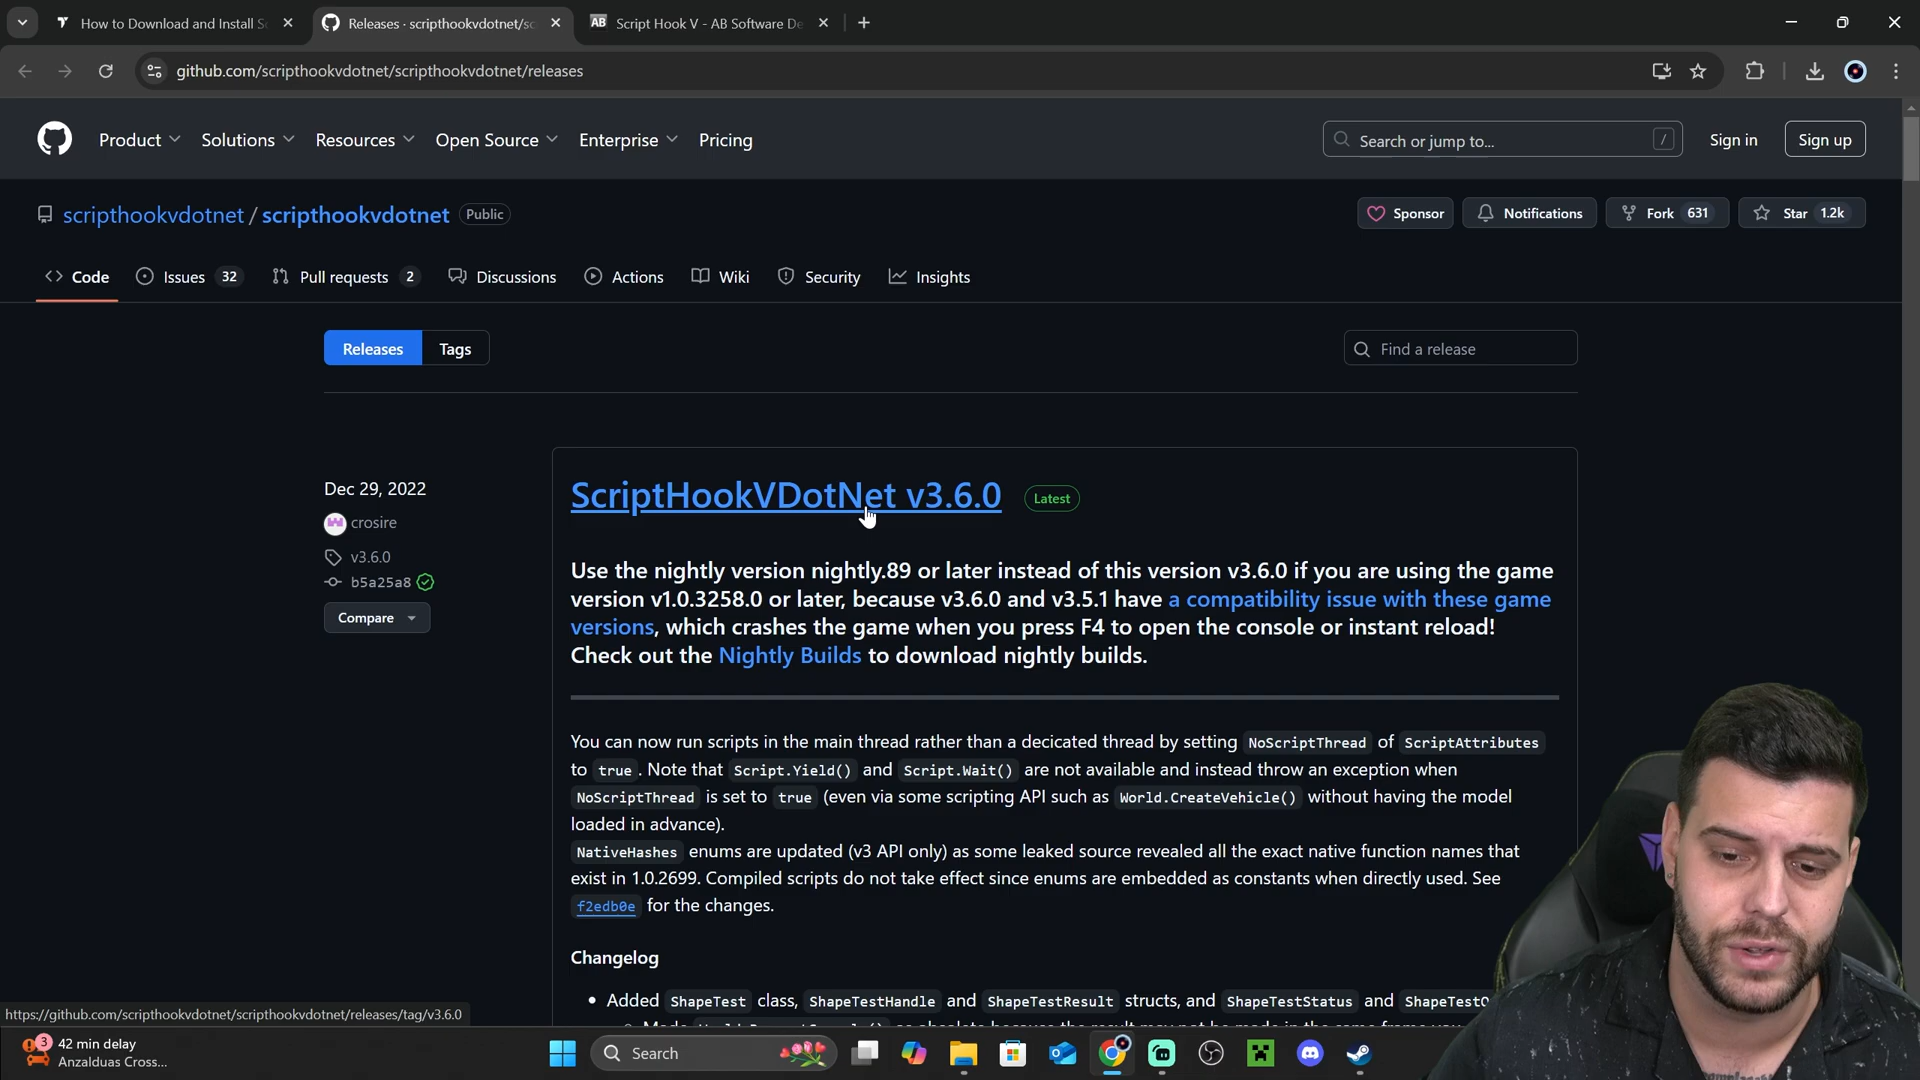 How to Download and Install S
Releases · scripthookvdotnet/s
AB Script Hook V - AB Software De
github.com/scripthookvdotnet/scripthookvdotnet/releases
Product Solutions Resources Open Source Enterprise Pricing Search or jump to... / Sign in Sign up
scripthookvdotnet / scripthookvdotnet Public Sponsor Notifications Fork 631 Star 1.2k
Code Issues 32 Pull requests 2 Discussions Actions Wiki Security Insights
Releases Tags Find a release
Dec 29, 2022
crosire
v3.6.0
b5a25a8
Compare
ScriptHookVDotNet v3.6.0 Latest
Use the nightly version nightly.89 or later instead of this version v3.6.0 if you are using the game
version v1.0.3258.0 or later, because v3.6.0 and v3.5.1 have a compatibility issue with these game
versions, which crashes the game when you press F4 to open the console or instant reload!
Check out the Nightly Builds to download nightly builds.
You can now run scripts in the main thread rather than a decicated thread by setting NoScriptThread of ScriptAttributes
to true . Note that Script.Yield() and Script.Wait() are not available and instead throw an exception when
NoScriptThread is set to true (even via some scripting API such as World.CreateVehicle() without having the model
loaded in advance).
NativeHashes enums are updated (v3 API only) as some leaked source revealed all the exact native function names that
exist in 1.0.2699. Compiled scripts do not take effect since enums are embedded as constants when directly used. See
f2edb0e for the changes.
Changelog
• Added ShapeTest class, ShapeTestHandle and ShapeTestResult structs, and ShapeTestStatus and
https://github.com/scripthookvdotnet/scripthookvdotnet/releases/tag/v3.6.0
3 42 min delay
Anzalduas Cross...
Search